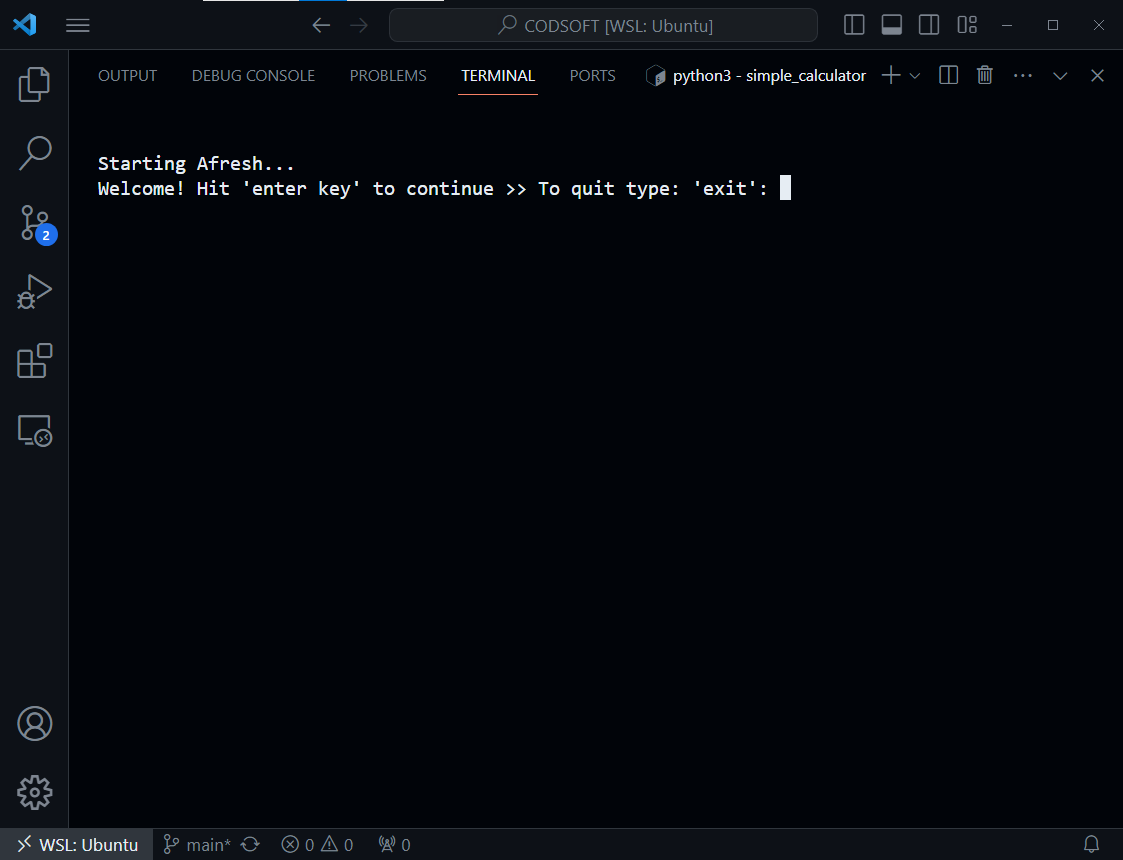 CODSOFT [WSL: Ubuntu]
OUTPUT DEBUG CONSOLE PROBLEMS TERMINAL PORTS python3 - simple_calculator
Starting Afresh...
Welcome! Hit 'enter key' to continue >> To quit type: 'exit':
2
WSL: Ubuntu main* 0 0 0